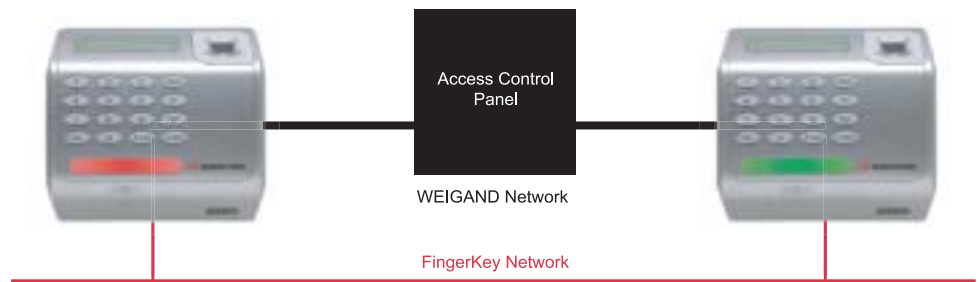 Access Control
Panel
WEIGAND Network
FingerKey Network